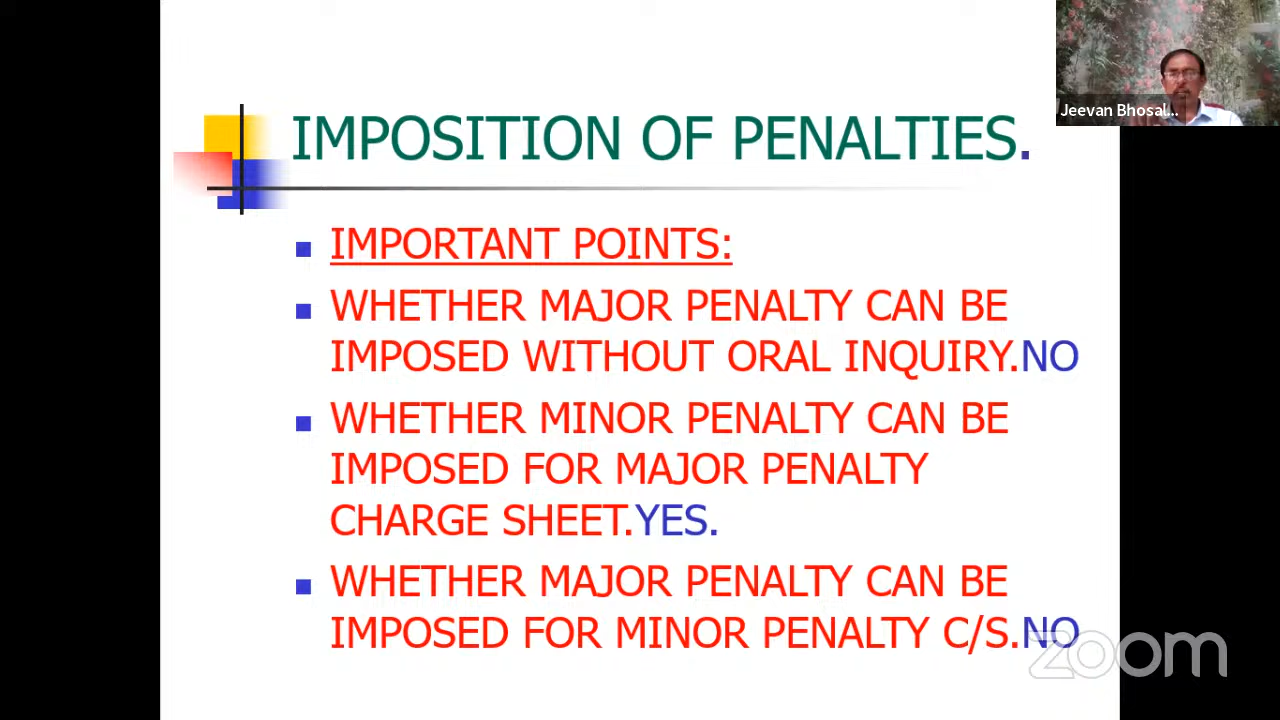 Jeevan Bhosal...
IMPOSITION OF PENALTIES.
IMPORTANT POINTS:
WHETHER MAJOR PENALTY CAN BE
IMPOSED WITHOUT ORAL INQUIRY.NO
WHETHER MINOR PENALTY CAN BE
IMPOSED FOR MAJOR PENALTY
CHARGE SHEET.YES.
WHETHER MAJOR PENALTY CAN BE
IMPOSED FOR MINOR PENALTY C/S.NO
zoom